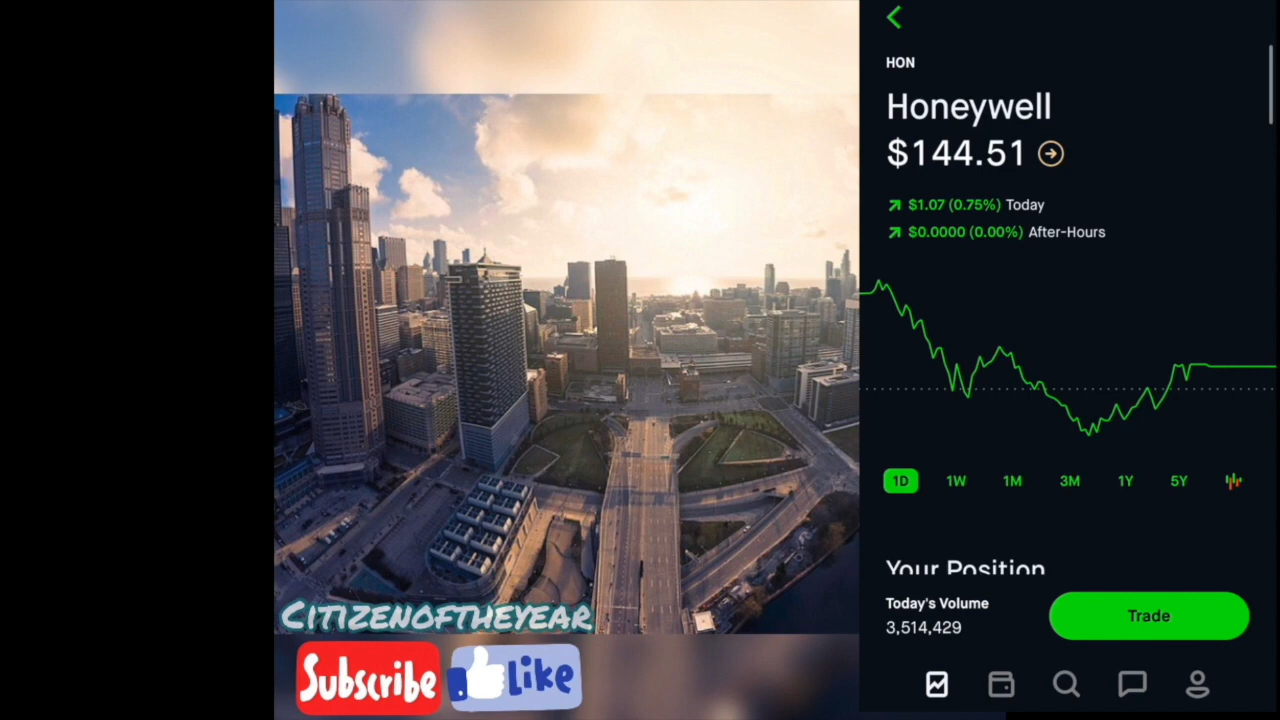 HON
Honeywell
$144.51
$1.07 (0.75%) Today
$0.0000 (0.00%) After-Hours
1D 1W 1M 3M 1Y 5Y
Your Position
Today's Volume
3,514,429
Trade
Citizenoftheyear
Subscribe Like